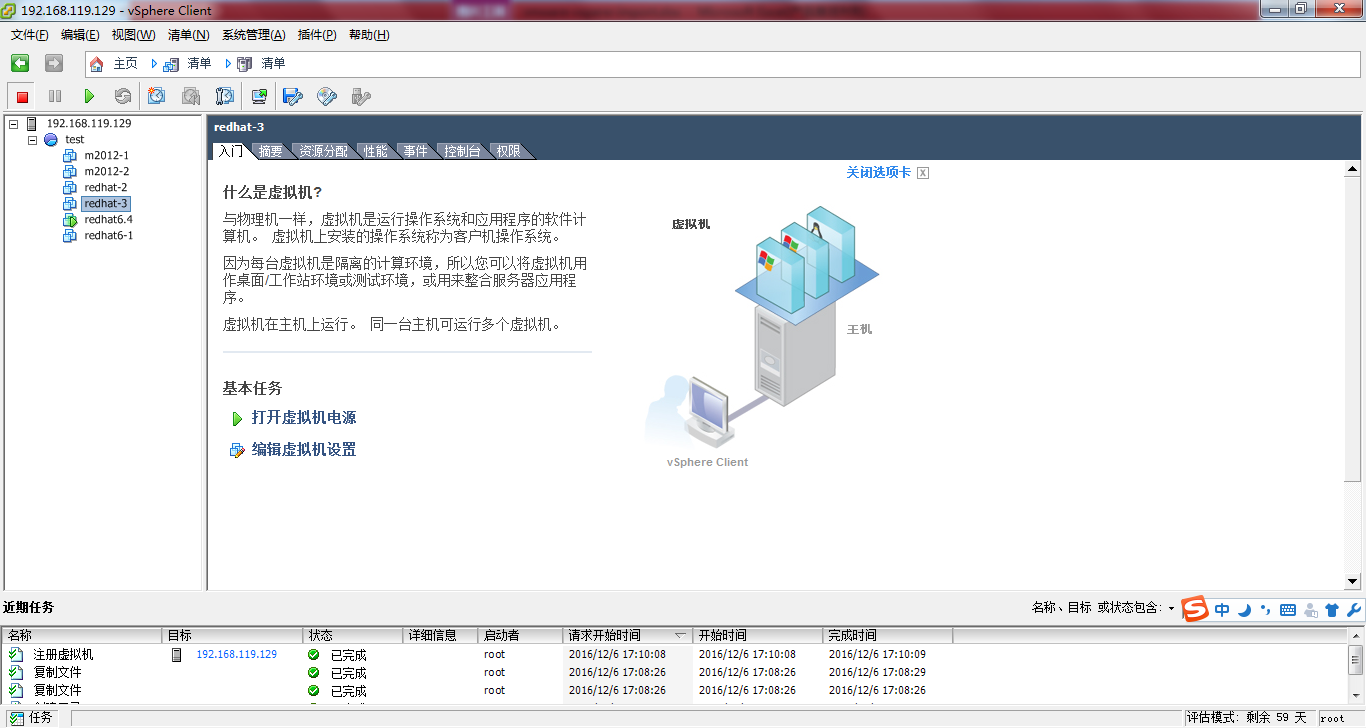 192.168.119.129 - vSphere Client
文件(F) 编辑(E) 视图(W) 清单(N) 系统管理(A) 插件(P) 帮助(H)
主页 清单 清单
192.168.119.129
test
m2012-1
m2012-2
redhat-2
redhat-3
redhat6.4
redhat6-1
redhat-3
入门 摘要 资源分配 性能 事件 控制台 权限
关闭选项卡 X
什么是虚拟机?
与物理机一样，虚拟机是运行操作系统和应用程序的软件计
算机。 虚拟机上安装的操作系统称为客户机操作系统。
因为每台虚拟机是隔离的计算环境，所以您可以将虚拟机用
作桌面/工作站环境或测试环境，或用来整合服务器应用程
序。
虚拟机在主机上运行。 同一台主机可运行多个虚拟机。
基本任务
打开虚拟机电源
编辑虚拟机设置
虚拟机
主机
vSphere Client
近期任务
名称、目标 或状态包含:
S 中
名称 目标 状态 详细信息 启动者 请求开始时间 开始时间 完成时间
注册虚拟机 192.168.119.129 已完成 root 2016/12/6 17:10:08 2016/12/6 17:10:08 2016/12/6 17:10:09
复制文件 已完成 root 2016/12/6 17:08:26 2016/12/6 17:08:26 2016/12/6 17:08:29
复制文件 已完成 root 2016/12/6 17:08:26 2016/12/6 17:08:26 2016/12/6 17:08:26
任务 评估模式: 剩余 59 天 root